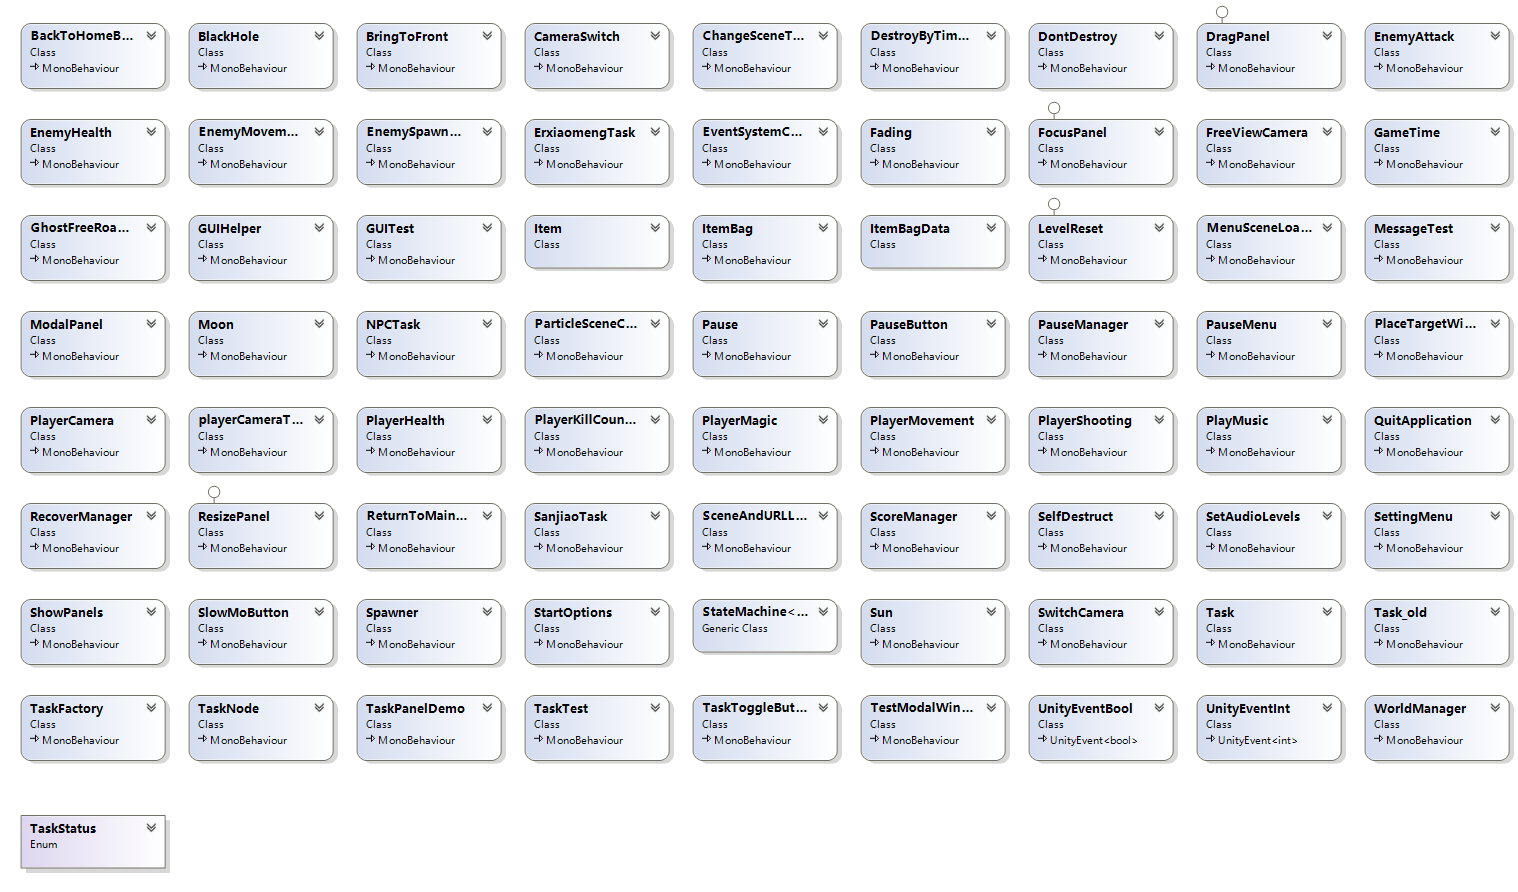 BackToHomeB...
Class
MonoBehaviour
BlackHole
Class
MonoBehaviour
BringToFront
Class
MonoBehaviour
CameraSwitch
Class
MonoBehaviour
ChangeSceneT...
Class
MonoBehaviour
DestroyByTim...
Class
MonoBehaviour
DontDestroy
Class
MonoBehaviour
DragPanel
Class
MonoBehaviour
EnemyAttack
Class
MonoBehaviour
EnemyHealth
Class
MonoBehaviour
EnemyMovem...
Class
MonoBehaviour
EnemySpawn...
Class
MonoBehaviour
ErxiaomengTask
Class
MonoBehaviour
EventSystemC...
Class
MonoBehaviour
Fading
Class
MonoBehaviour
FocusPanel
Class
MonoBehaviour
FreeViewCamera
Class
MonoBehaviour
GameTime
Class
MonoBehaviour
GhostFreeRoa...
Class
MonoBehaviour
GUIHelper
Class
MonoBehaviour
GUITest
Class
MonoBehaviour
Item
Class
ItemBag
Class
MonoBehaviour
ItemBagData
Class
LevelReset
Class
MonoBehaviour
MenuSceneLoa...
Class
MonoBehaviour
MessageTest
Class
MonoBehaviour
ModalPanel
Class
MonoBehaviour
Moon
Class
MonoBehaviour
NPCTask
Class
MonoBehaviour
ParticleSceneC...
Class
MonoBehaviour
Pause
Class
MonoBehaviour
PauseButton
Class
MonoBehaviour
PauseManager
Class
MonoBehaviour
PauseMenu
Class
MonoBehaviour
PlaceTargetWi...
Class
MonoBehaviour
PlayerCamera
Class
MonoBehaviour
playerCameraT...
Class
MonoBehaviour
PlayerHealth
Class
MonoBehaviour
PlayerKillCoun...
Class
MonoBehaviour
PlayerMagic
Class
MonoBehaviour
PlayerMovement
Class
MonoBehaviour
PlayerShooting
Class
MonoBehaviour
PlayMusic
Class
MonoBehaviour
QuitApplication
Class
MonoBehaviour
RecoverManager
Class
MonoBehaviour
ResizePanel
Class
MonoBehaviour
ReturnToMain...
Class
MonoBehaviour
SanjiaoTask
Class
MonoBehaviour
SceneAndURLL...
Class
MonoBehaviour
ScoreManager
Class
MonoBehaviour
SelfDestruct
Class
MonoBehaviour
SetAudioLevels
Class
MonoBehaviour
SettingMenu
Class
MonoBehaviour
ShowPanels
Class
MonoBehaviour
SlowMoButton
Class
MonoBehaviour
Spawner
Class
MonoBehaviour
StartOptions
Class
MonoBehaviour
StateMachine<...
Generic Class
Sun
Class
MonoBehaviour
SwitchCamera
Class
MonoBehaviour
Task
Class
MonoBehaviour
Task_old
Class
MonoBehaviour
TaskFactory
Class
MonoBehaviour
TaskNode
Class
MonoBehaviour
TaskPanelDemo
Class
MonoBehaviour
TaskTest
Class
MonoBehaviour
TaskToggleBut...
Class
MonoBehaviour
TestModalWin...
Class
MonoBehaviour
UnityEventBool
Class
UnityEvent<bool>
UnityEventInt
Class
UnityEvent<int>
WorldManager
Class
MonoBehaviour
TaskStatus
Enum